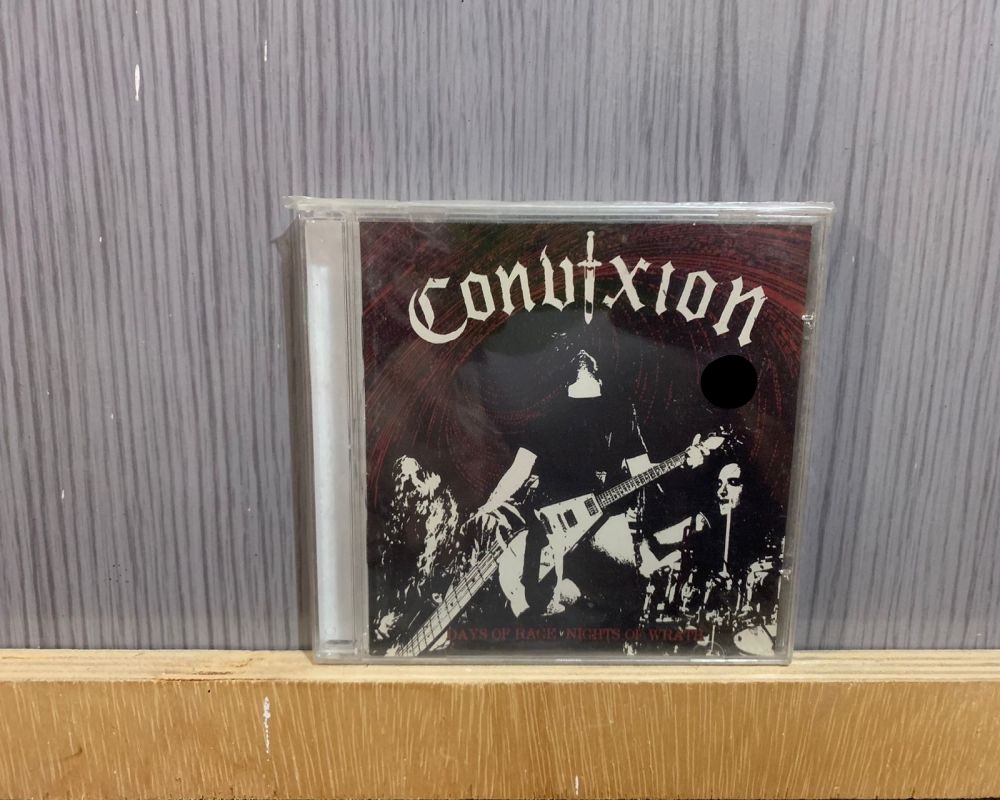 Convixion
DAYS OF RAGE NIGHTS OF WRATH